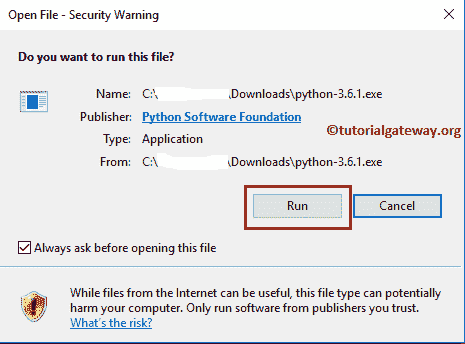 Open File - Security Warning
Do you want to run this file?
Name: C:\ \Downloads\python-3.6.1.exe
Publisher: Python Software Foundation
©tutorialgateway.org
Type: Application
From: C:\ \Downloads\python-3.6.1.exe
Run Cancel
Always ask before opening this file
While files from the Internet can be useful, this file type can potentially
harm your computer. Only run software from publishers you trust.
What's the risk?